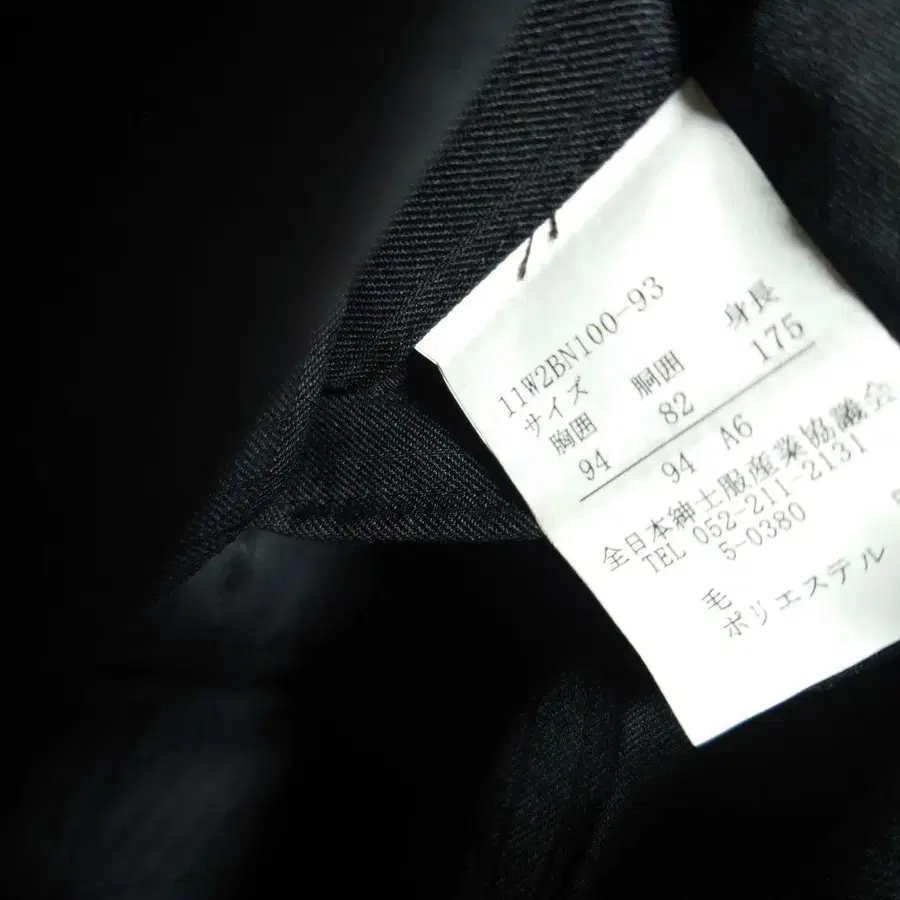 11W2BN100-93
サイズ
胸囲 胴囲 身長
94 82 175
94 A6
全日本紳士服産業協議会
TEL 052-211-2131
5-0380
毛
ポリエステル